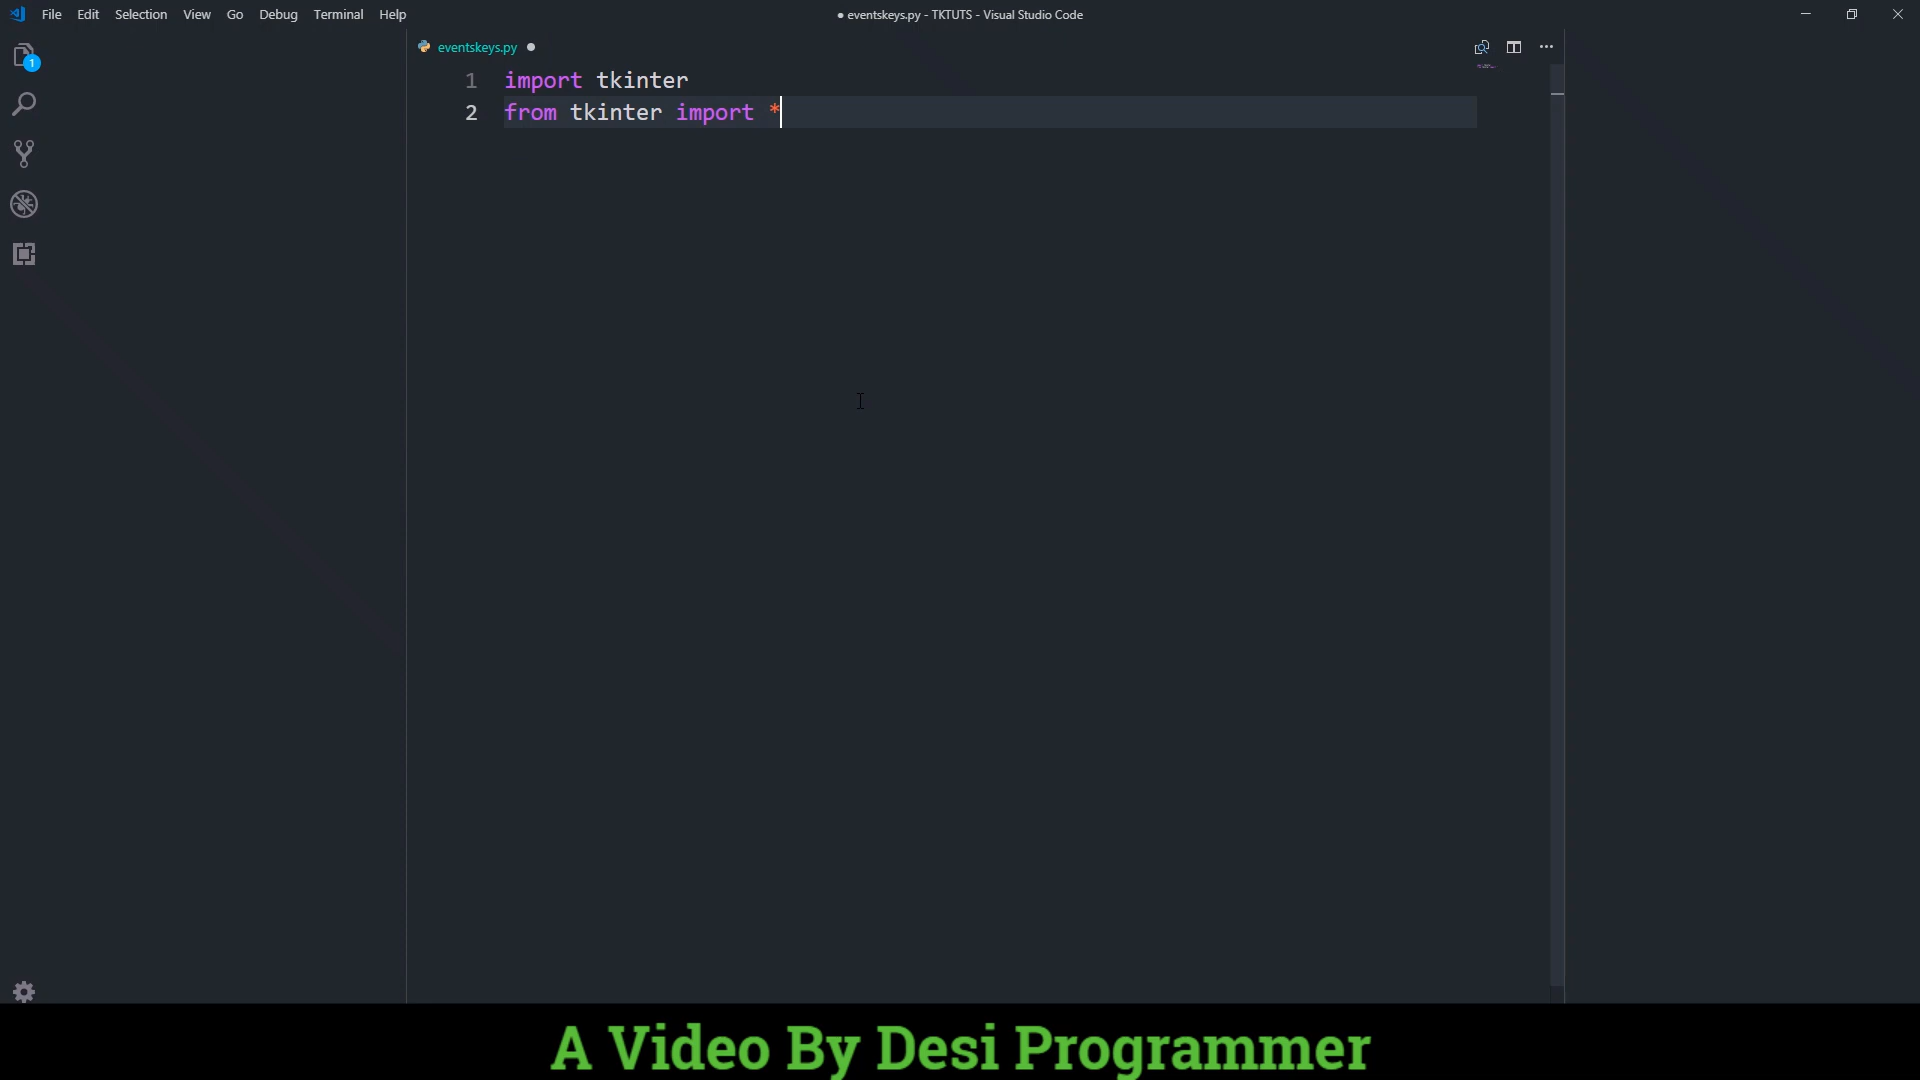 File Edit Selection View Go Debug Terminal Help
● eventskeys.py - TKTUTS - Visual Studio Code
1
eventskeys.py ●
1 import tkinter
2 from tkinter import *
A Video By Desi Programmer